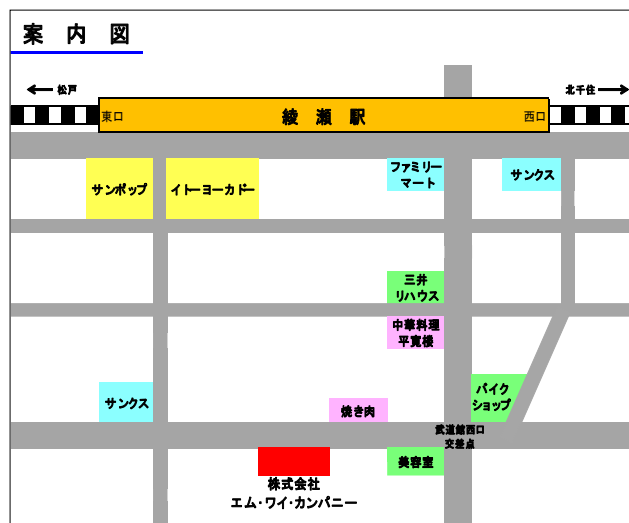 案 内 図
←松戸
北千住→
東口
綾 瀬 駅
西口
サンポップ
イトーヨーカドー
ファミリー
マート
サンクス
三井
リハウス
中華料理
平寛楼
サンクス
焼き肉
バイク
ショップ
武道館西口
交差点
美容室
株式会社
エム・ワイ・カンパニー